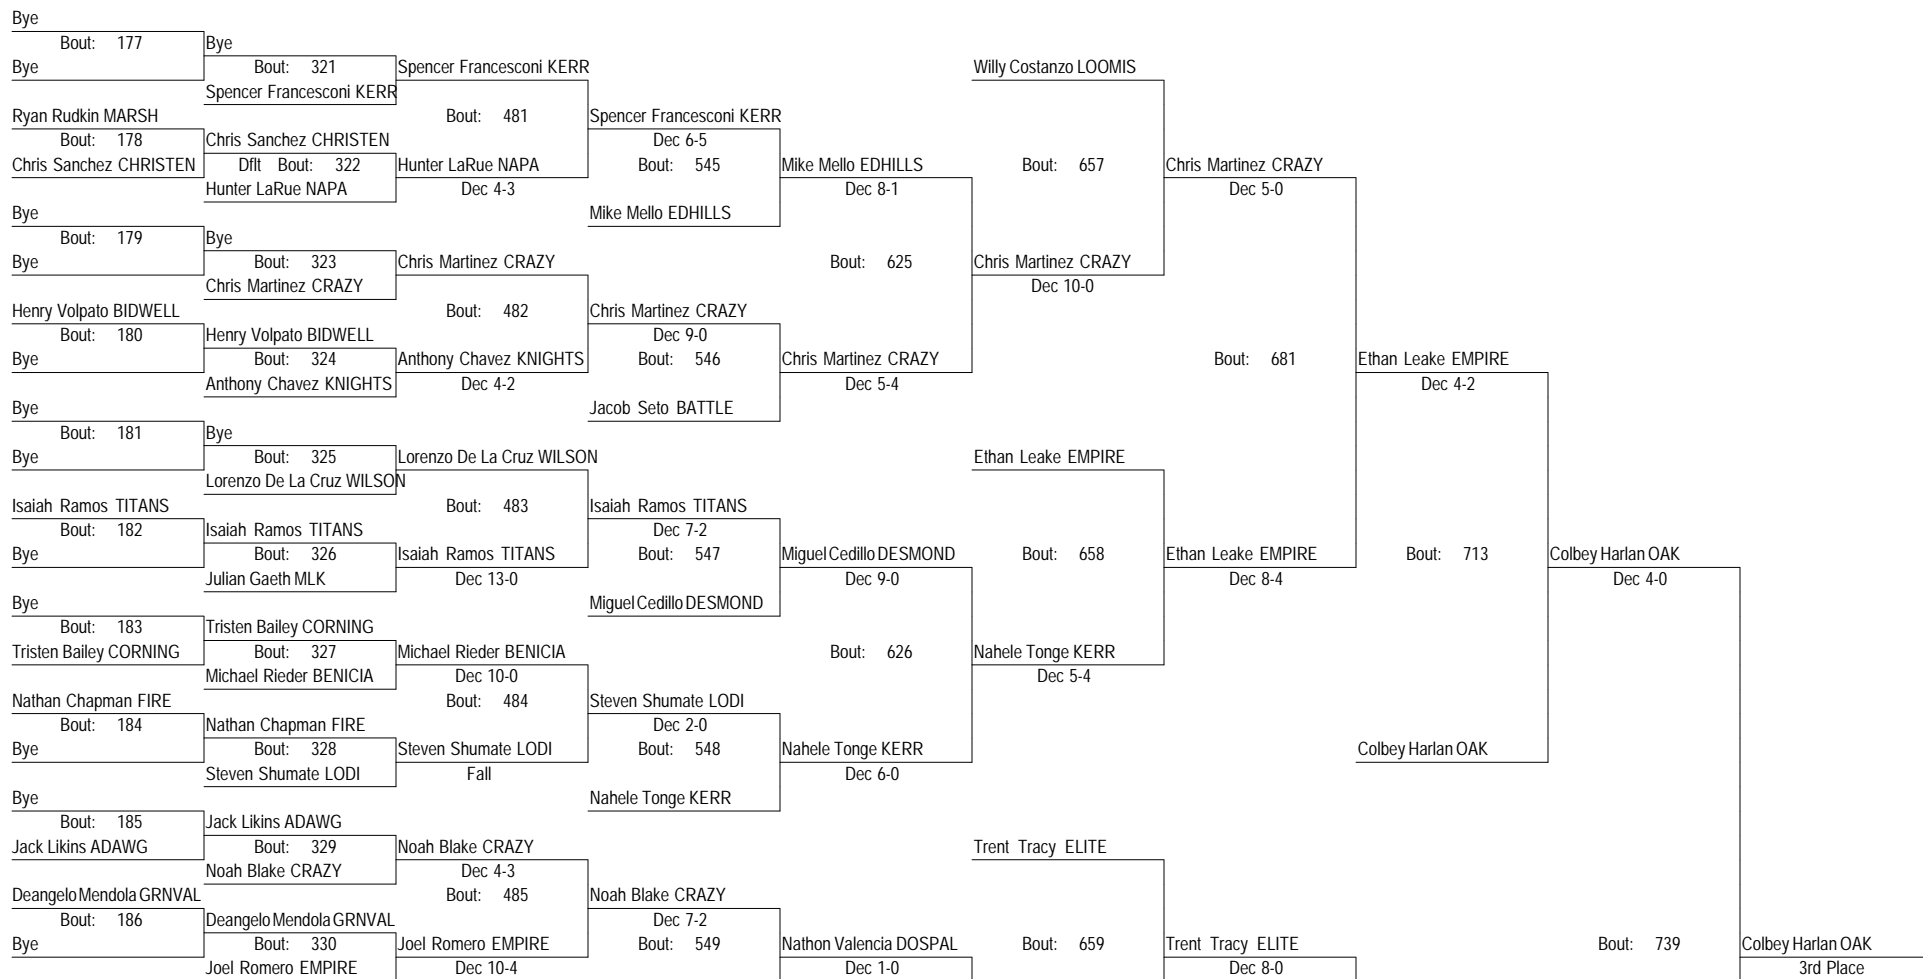 Bye
Bout: 177 Bye
Bye Bout: 321 Spencer Francesconi KERR Willy Costanzo LOOMIS
Spencer Francesconi KERR
Ryan Rudkin MARSH Bout: 481 Spencer Francesconi KERR
Bout: 178 Chris Sanchez CHRISTEN Dec 6-5
Chris Sanchez CHRISTEN Dflt Bout: 322 Hunter LaRue NAPA Bout: 545 Mike Mello EDHILLS Bout: 657 Chris Martinez CRAZY
Hunter LaRue NAPA Dec 4-3 Dec 8-1 Dec 5-0
Bye Mike Mello EDHILLS
Bout: 179 Bye
Bye Bout: 323 Chris Martinez CRAZY Bout: 625 Chris Martinez CRAZY
Chris Martinez CRAZY Dec 10-0
Henry Volpato BIDWELL Bout: 482 Chris Martinez CRAZY
Bout: 180 Henry Volpato BIDWELL Dec 9-0
Bye Bout: 324 Anthony Chavez KNIGHTS Bout: 546 Chris Martinez CRAZY Bout: 681 Ethan Leake EMPIRE
Anthony Chavez KNIGHTS Dec 4-2 Dec 5-4 Dec 4-2
Bye Jacob Seto BATTLE
Bout: 181 Bye
Bye Bout: 325 Lorenzo De La Cruz WILSON Ethan Leake EMPIRE
Lorenzo De La Cruz WILSON
Isaiah Ramos TITANS Bout: 483 Isaiah Ramos TITANS
Bout: 182 Isaiah Ramos TITANS Dec 7-2
Bye Bout: 326 Isaiah Ramos TITANS Bout: 547 Miguel Cedillo DESMOND Bout: 658 Ethan Leake EMPIRE Bout: 713 Colbey Harlan OAK
Julian Gaeth MLK Dec 13-0 Dec 9-0 Dec 8-4 Dec 4-0
Bye Miguel Cedillo DESMOND
Bout: 183 Tristen Bailey CORNING
Tristen Bailey CORNING Bout: 327 Michael Rieder BENICIA Bout: 626 Nahele Tonge KERR
Michael Rieder BENICIA Dec 10-0 Dec 5-4
Nathan Chapman FIRE Bout: 484 Steven Shumate LODI
Bout: 184 Nathan Chapman FIRE Dec 2-0
Bye Bout: 328 Steven Shumate LODI Bout: 548 Nahele Tonge KERR Colbey Harlan OAK
Steven Shumate LODI Fall Dec 6-0
Bye Nahele Tonge KERR
Bout: 185 Jack Likins ADAWG
Jack Likins ADAWG Bout: 329 Noah Blake CRAZY Trent Tracy ELITE
Noah Blake CRAZY Dec 4-3
Deangelo Mendola GRNVAL Bout: 485 Noah Blake CRAZY
Bout: 186 Deangelo Mendola GRNVAL Dec 7-2
Bye Bout: 330 Joel Romero EMPIRE Bout: 549 Nathon Valencia DOSPAL Bout: 659 Trent Tracy ELITE Bout: 739 Colbey Harlan OAK
Joel Romero EMPIRE Dec 10-4 Dec 1-0 Dec 8-0 3rd Place